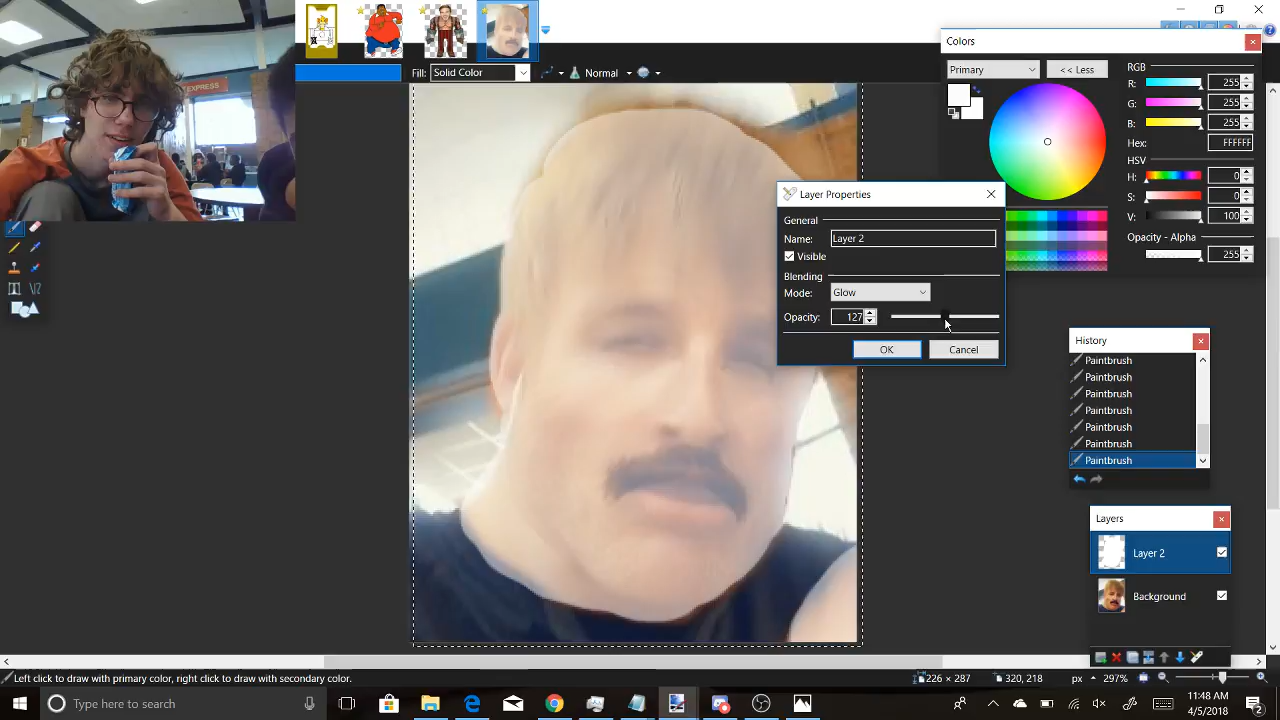 EXPRESS
Fill: Solid Color
Normal
Colors
Primary
<< Less
RGB
R: 255
G: 255
B: 255
Hex: FFFFFF
HSV
H: 0
S: 0
V: 100
Opacity - Alpha
255
Layer Properties
General
Name: Layer 2
Visible
Blending
Mode: Glow
Opacity: 127
OK Cancel
History
Paintbrush
Paintbrush
Paintbrush
Paintbrush
Paintbrush
Paintbrush
Paintbrush
Layers
Layer 2
Background
Left click to draw with primary color, right click to draw with secondary color.
226 × 287
320, 218
px
297%
Type here to search
11:48 AM
4/5/2018
2